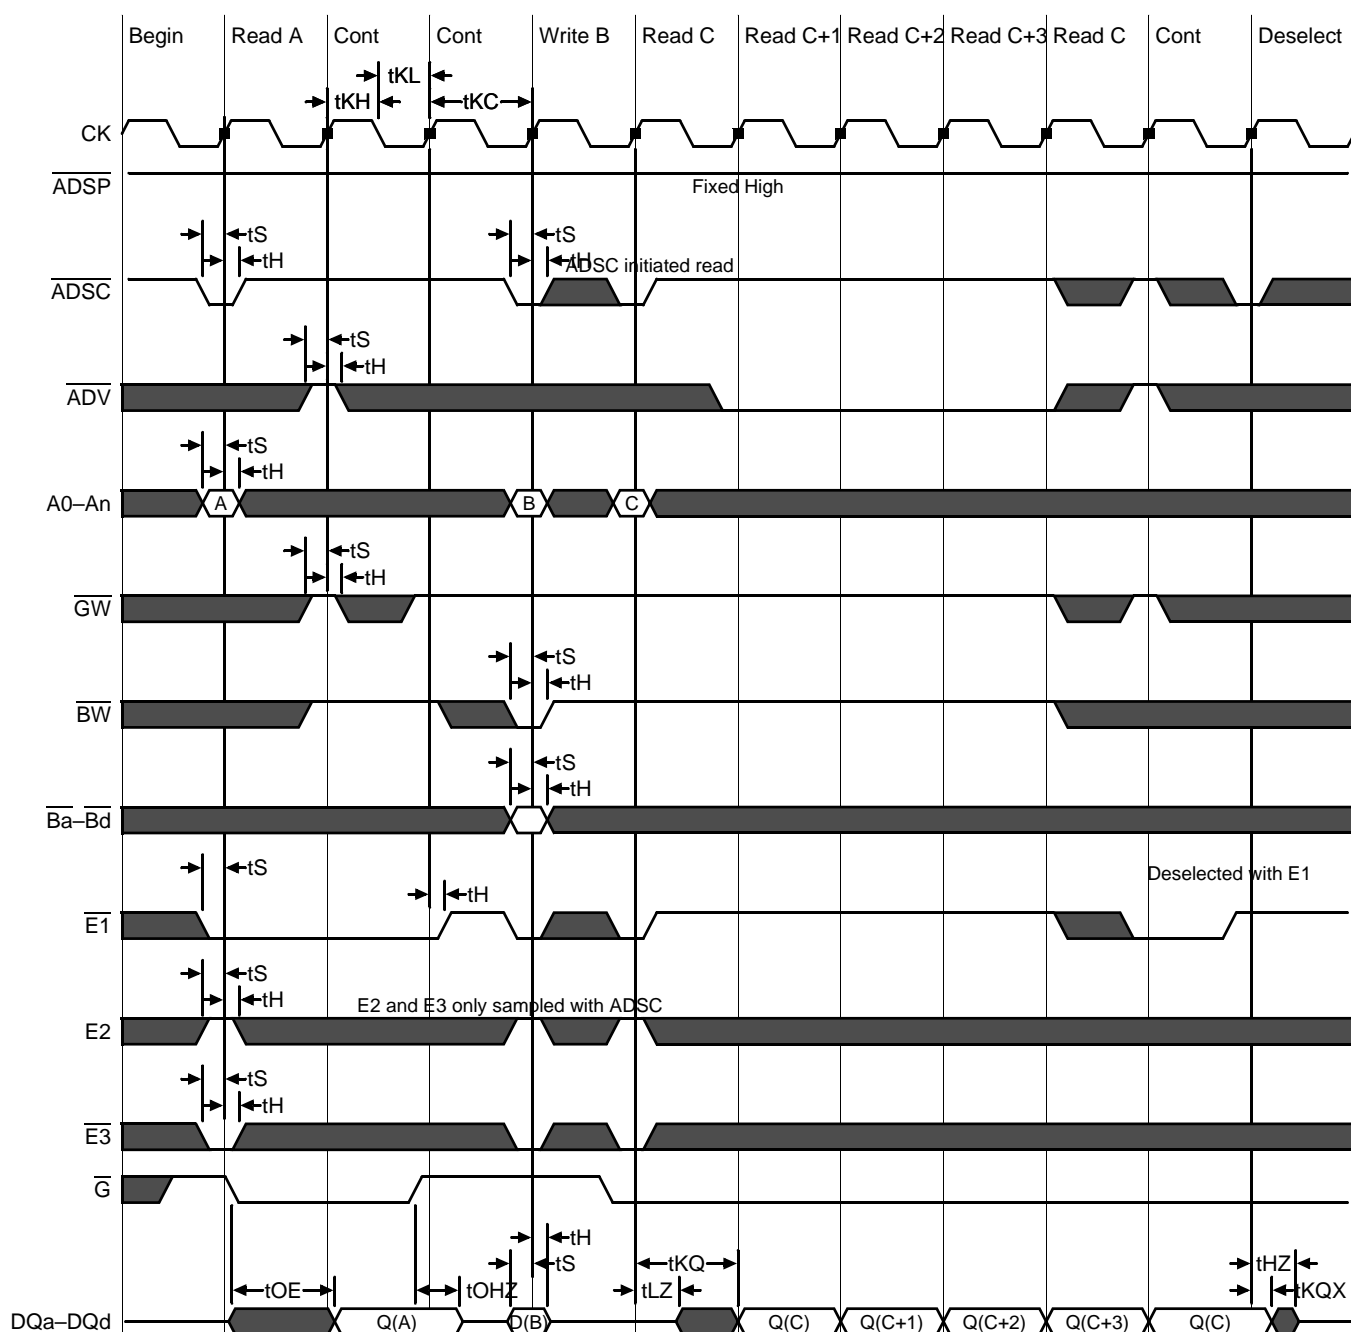 Begin Read A Cont Cont Write B Read C Read C+1 Read C+2 Read C+3 Read C Cont Deselect
tKL
tKH tKC
CK
ADSP
Fixed High
tS tS
tH tH
ADSC initiated read
ADSC
tS
tH
ADV
tS
tH
A0–An A B C
tS
tH
GW
tS
tH
BW
tS
tH
Ba–Bd
tS
Deselected with E1
tH
E1
tS
tH
E2 and E3 only sampled with ADSC
E2
tS
tH
E3
G
tH
tS tKQ tHZ
tOE tOHZ tLZ tKQX
DQa–DQd Q(A) D(B) Q(C) Q(C+1) Q(C+2) Q(C+3) Q(C)